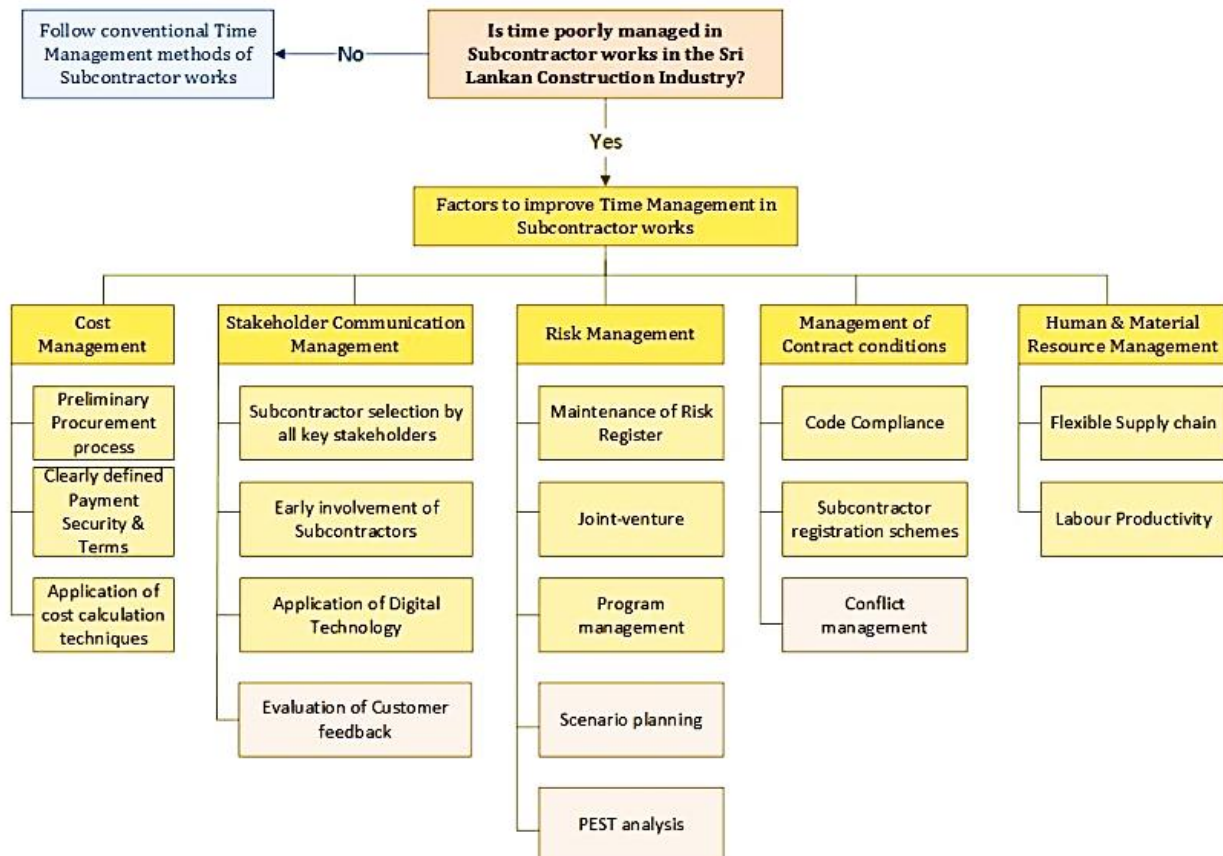 Follow conventional Time
Management methods of
Subcontractor works
No
Is time poorly managed in
Subcontractor works in the Sri
Lankan Construction Industry?
Yes
Factors to improve Time Management in
Subcontractor works
Cost
Management
Preliminary
Procurement
process
Clearly defined
Payment
Security &
Terms
Application of
cost calculation
techniques
Stakeholder Communication
Management
Subcontractor selection by
all key stakeholders
Early involvement of
Subcontractors
Application of Digital
Technology
Evaluation of Customer
feedback
Risk Management
Maintenance of Risk
Register
Joint-venture
Program
management
Scenario planning
PEST analysis
Management of
Contract conditions
Code Compliance
Subcontractor
registration schemes
Conflict
management
Human & Material
Resource Management
Flexible Supply chain
Labour Productivity